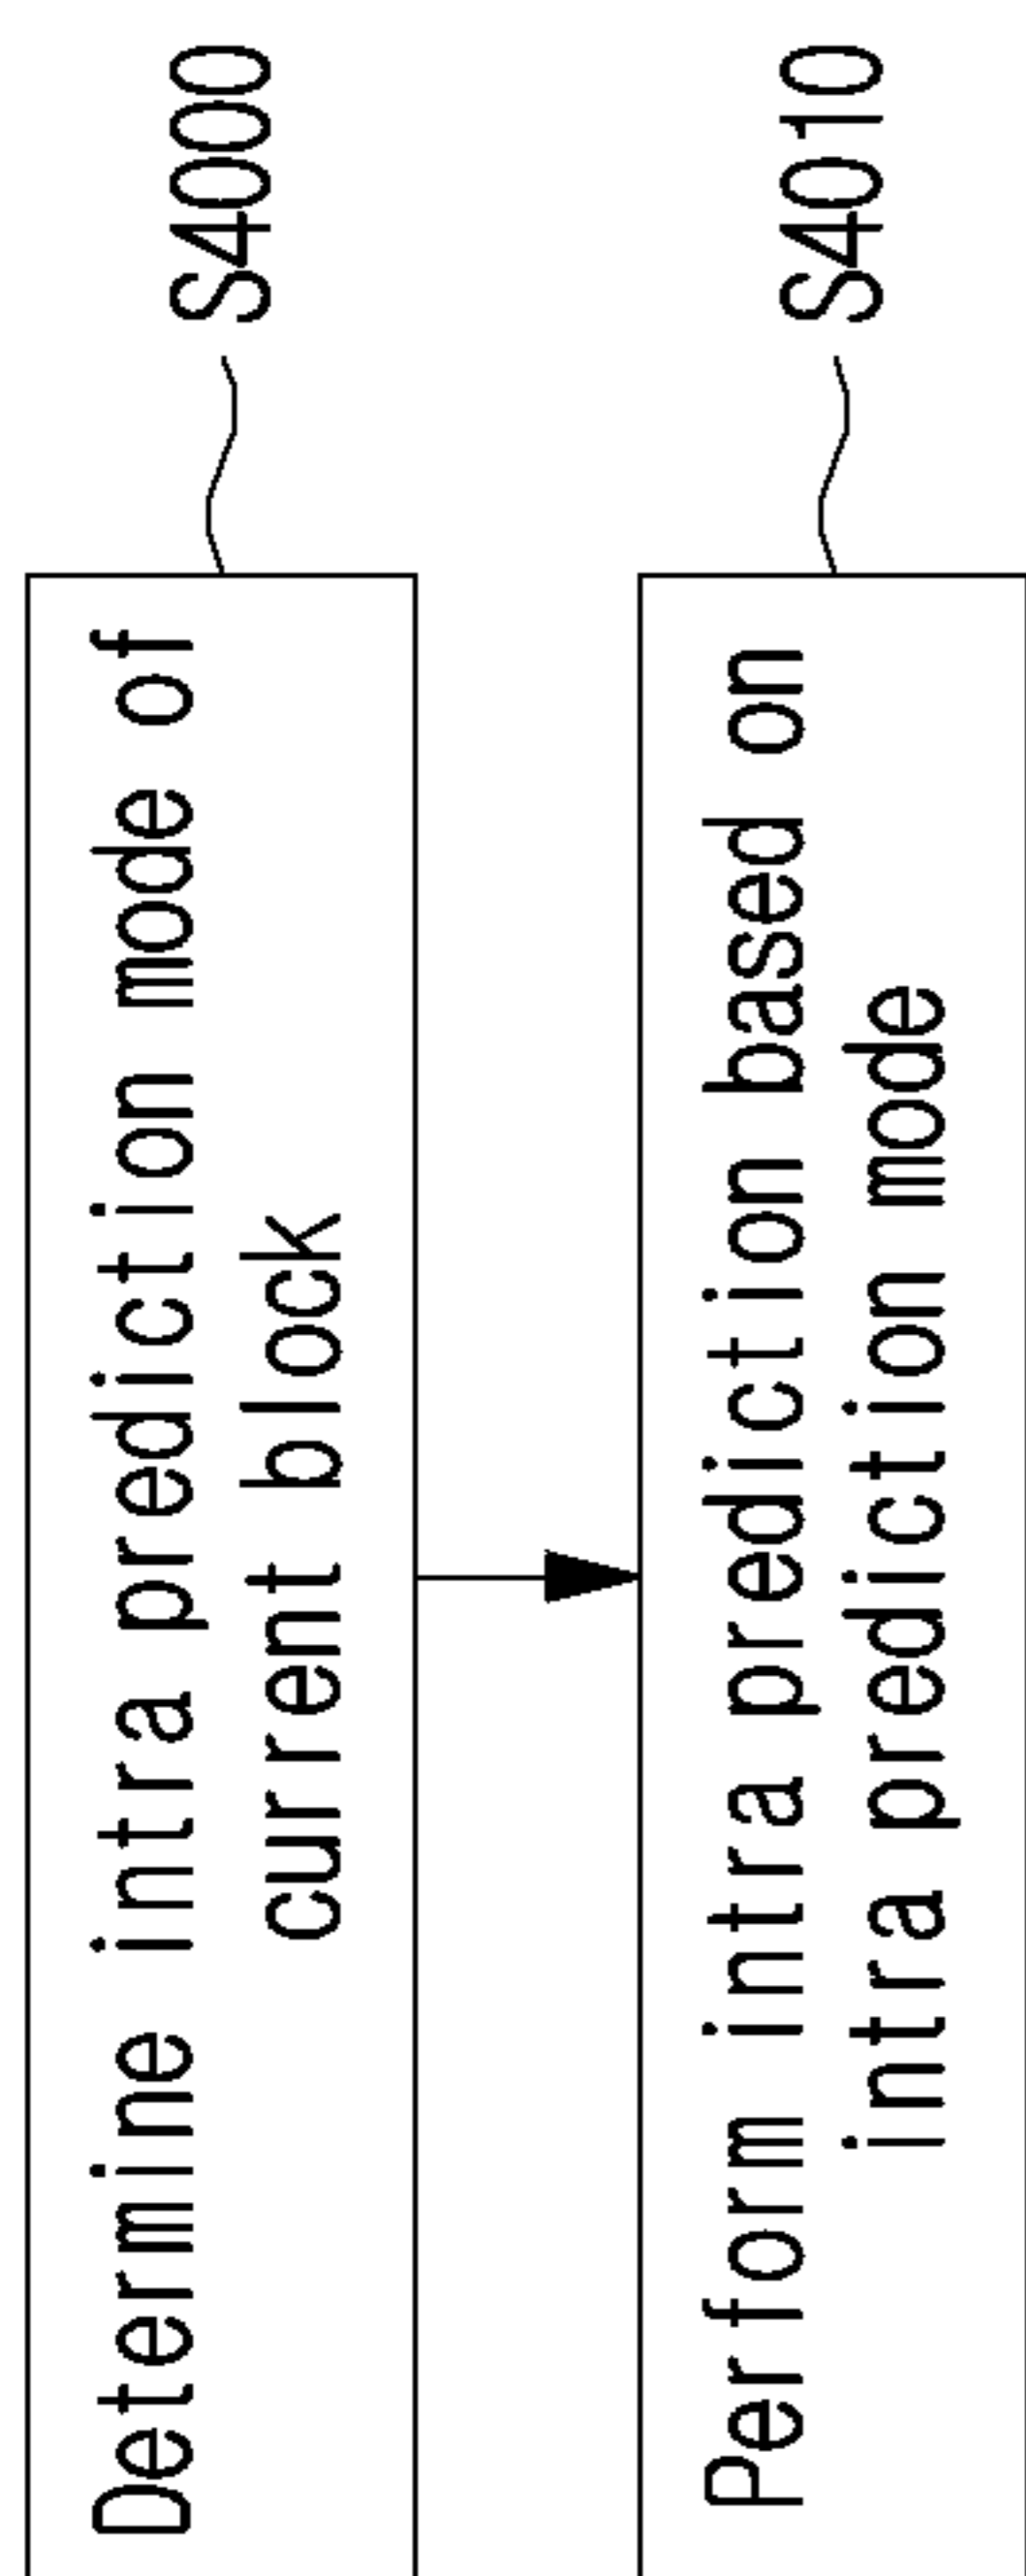 Determine intra prediction mode of
current block
S4000
Perform intra prediction based on
intra prediction mode
S4010